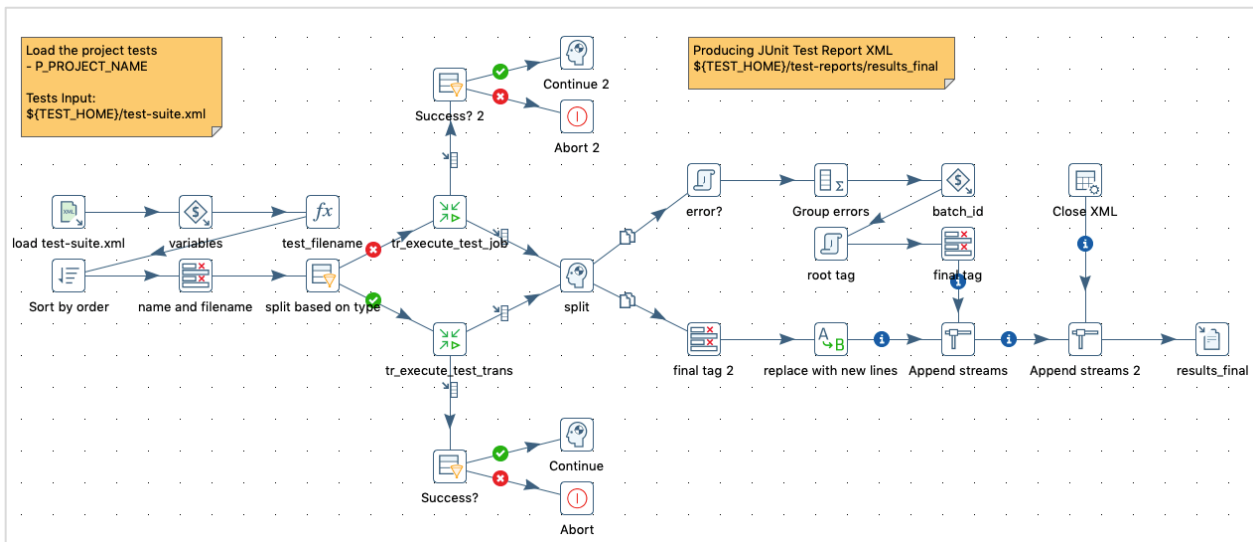 Load the project tests
- P_PROJECT_NAME
Tests Input:
${TEST_HOME}/test-suite.xml
Producing JUnit Test Report XML
${TEST_HOME}/test-reports/results_final
Continue 2
Success? 2
Abort 2
load test-suite.xml
variables
test_filename
tr_execute_test_job
error?
Group errors
batch_id
Close XML
root tag
final tag
Sort by order
name and filename
split based on type
split
tr_execute_test_trans
final tag 2
replace with new lines
Append streams
Append streams 2
results_final
Continue
Success?
Abort